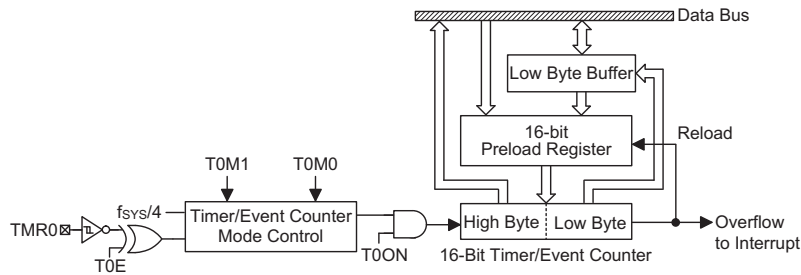 Data Bus
Low Byte Buffer
16-bit
Preload Register
Reload
T0M1
T0M0
fSYS/4
Timer/Event Counter
Mode Control
TMR0
T0E
T0ON
High Byte
Low Byte
16-Bit Timer/Event Counter
Overflow
to Interrupt